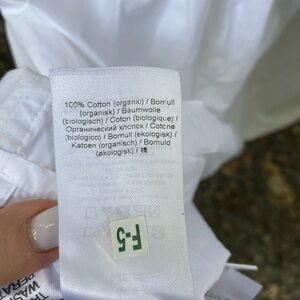 100% Cotton (organic) / Bomull
(organisk) / Baumwolle
(biologisch) / Coton (biologique) /
Органический хлопок / Cotone
(biologico) / Bomull (ekologisk) /
Katoen (organisch) / Bomuld
(økologisk) / 棉
F-5